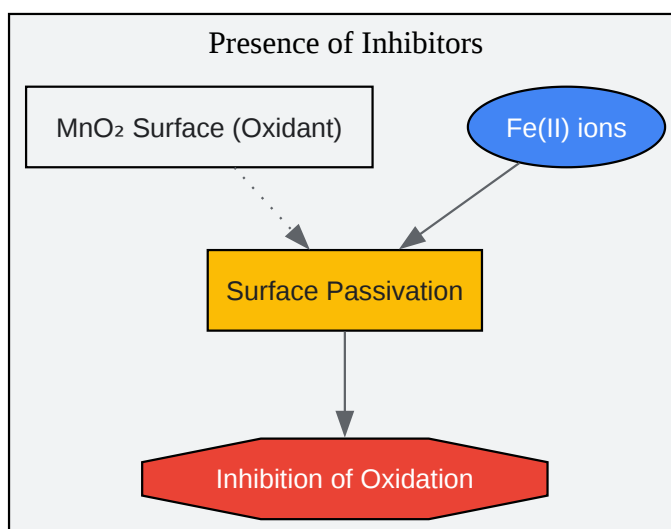 Presence of Inhibitors
MnO₂ Surface (Oxidant)
Fe(II) ions
Surface Passivation
Inhibition of Oxidation